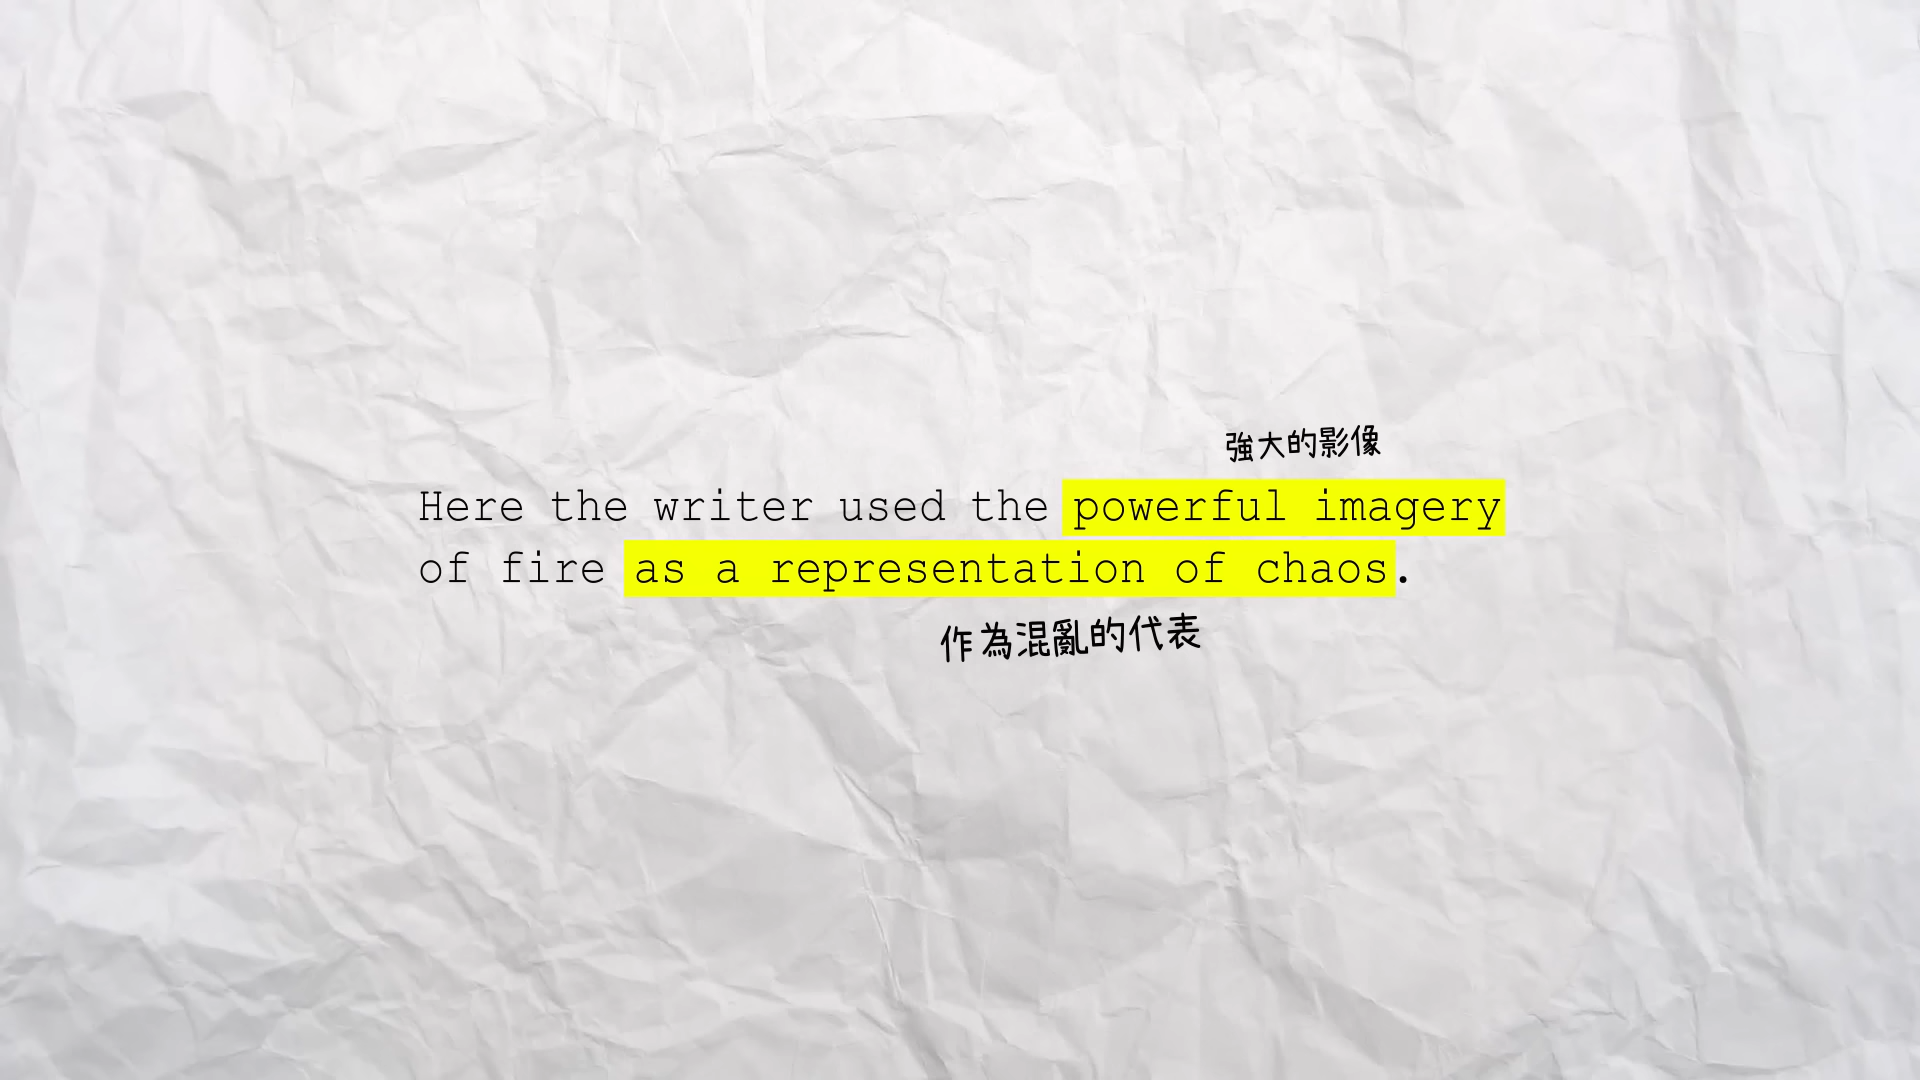 強大的影像
Here the writer used the powerful imagery
of fire as a representation of chaos.
作為混亂的代表